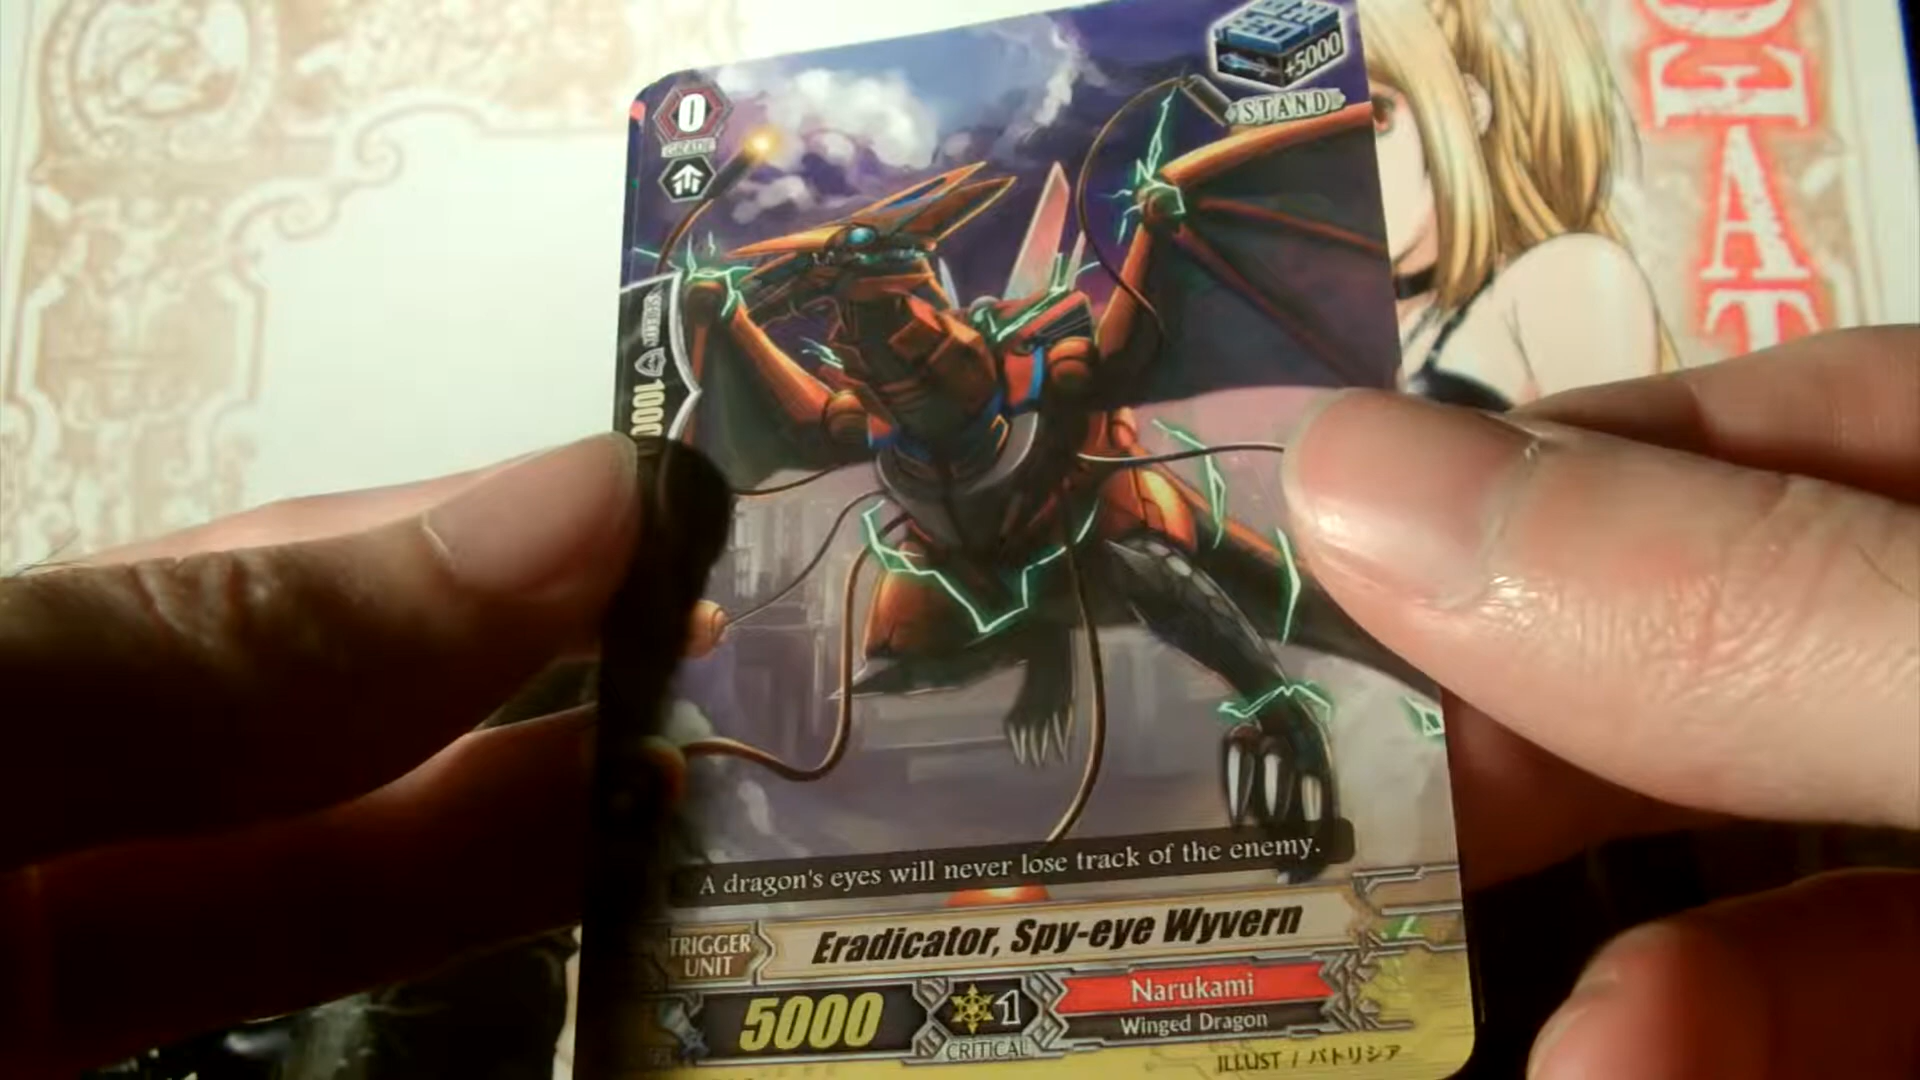 0
GRADE
+5000
STAND
1000
A dragon's eyes will never lose track of the enemy.
TRIGGER
UNIT
Eradicator, Spy-eye Wyvern
5000
1
CRITICAL
Narukami
Winged Dragon
ILLUST / パトリシア
EAT